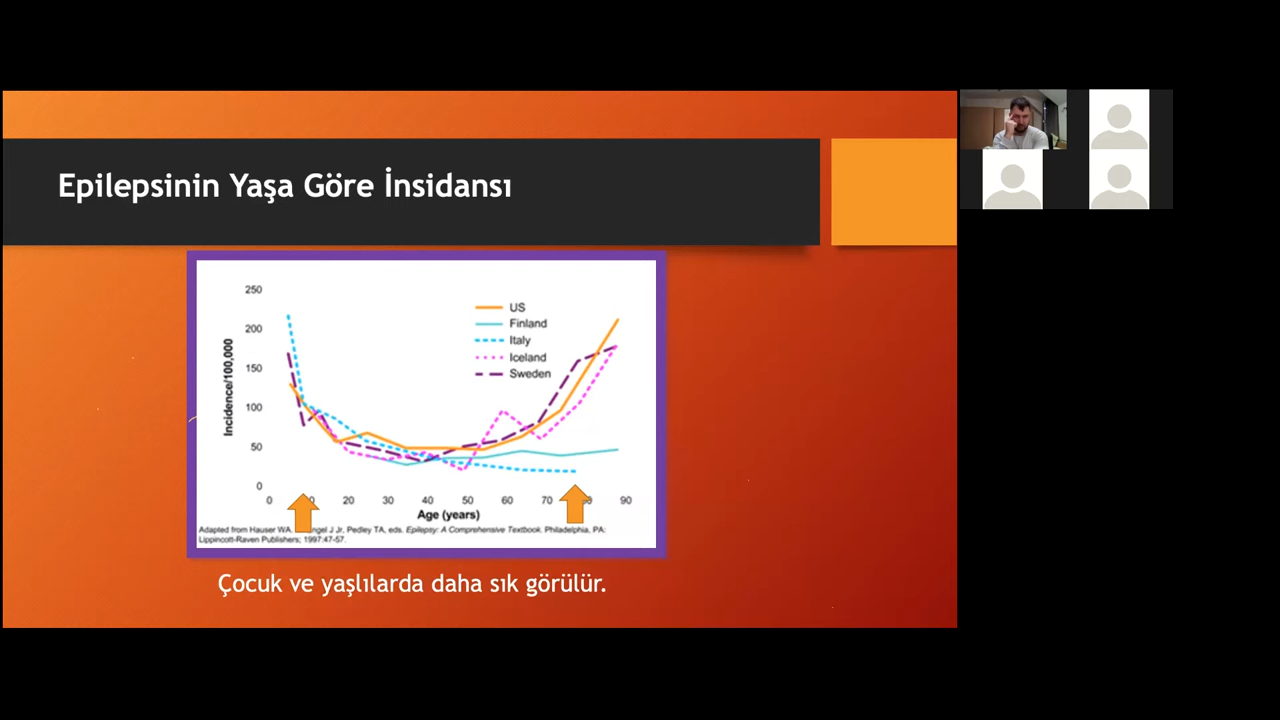 Epilepsinin Yaşa Göre İnsidansı
250
200
150
100
50
0
Incidence/100,000
US
Finland
Italy
Iceland
Sweden
0 20 30 40 50 60 70 90
Age (years)
Adapted from Hauser WA. J Jr, Pedley TA, eds. Epilepsy: A Comprehensive Textbook. Philadelphia, PA:
Lippincott-Raven Publishers; 1997:47-57.
Çocuk ve yaşlılarda daha sık görülür.